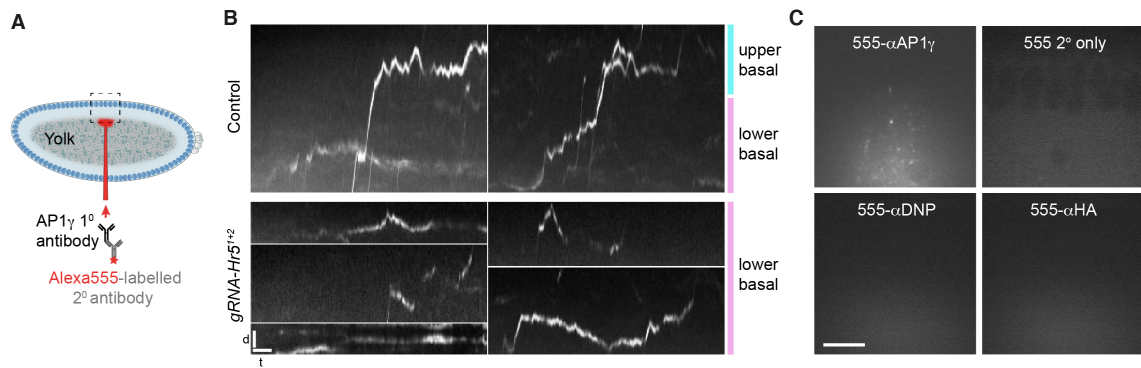 A
Yolk
AP1γ 1⁰
antibody
Alexa555-labelled
2⁰ antibody
B
Control
gRNA-Hr5¹⁺²
d
t
upper
basal
lower
basal
lower
basal
C
555-αAP1γ
555 2° only
555-αDNP
555-αHA